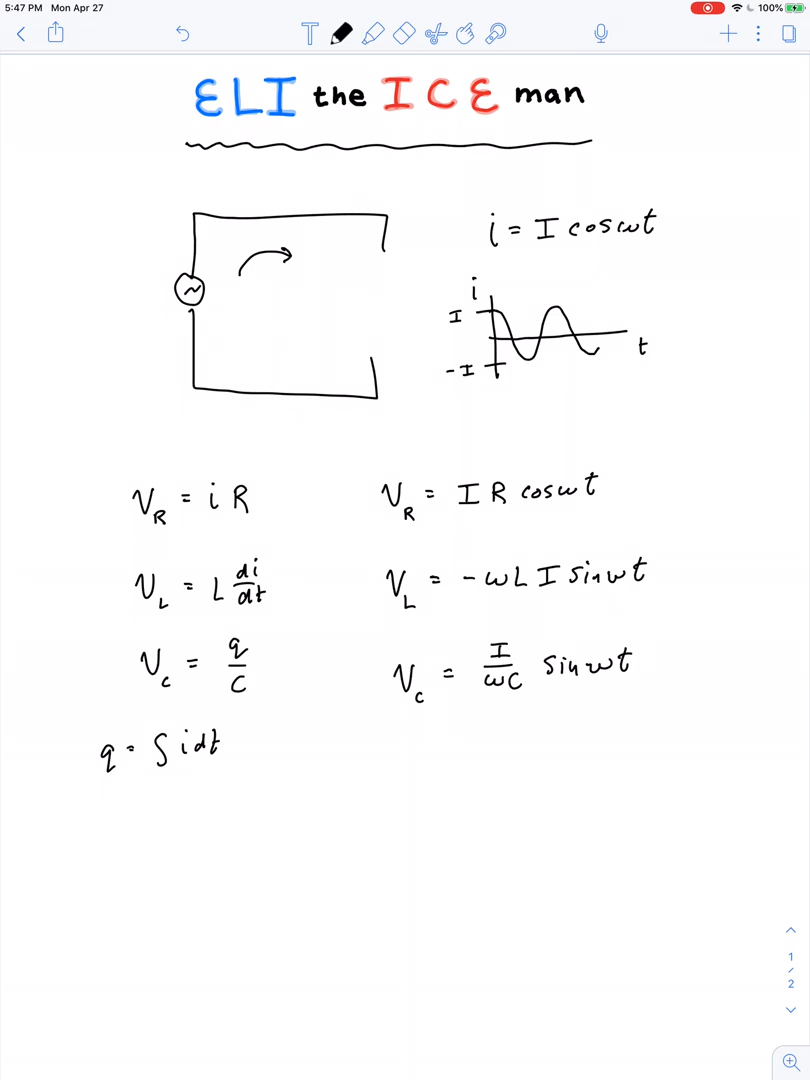 5:47 PM Mon Apr 27
100%
ELI the ICE man
i = I cosωt
i
I
-I
t
V_R = iR
V_R = I R cosωt
V_L = L di/dt
V_L = -ωL I sinωt
V_C = q/C
V_C = I/ωC sinωt
q = ∫ i dt
1/2